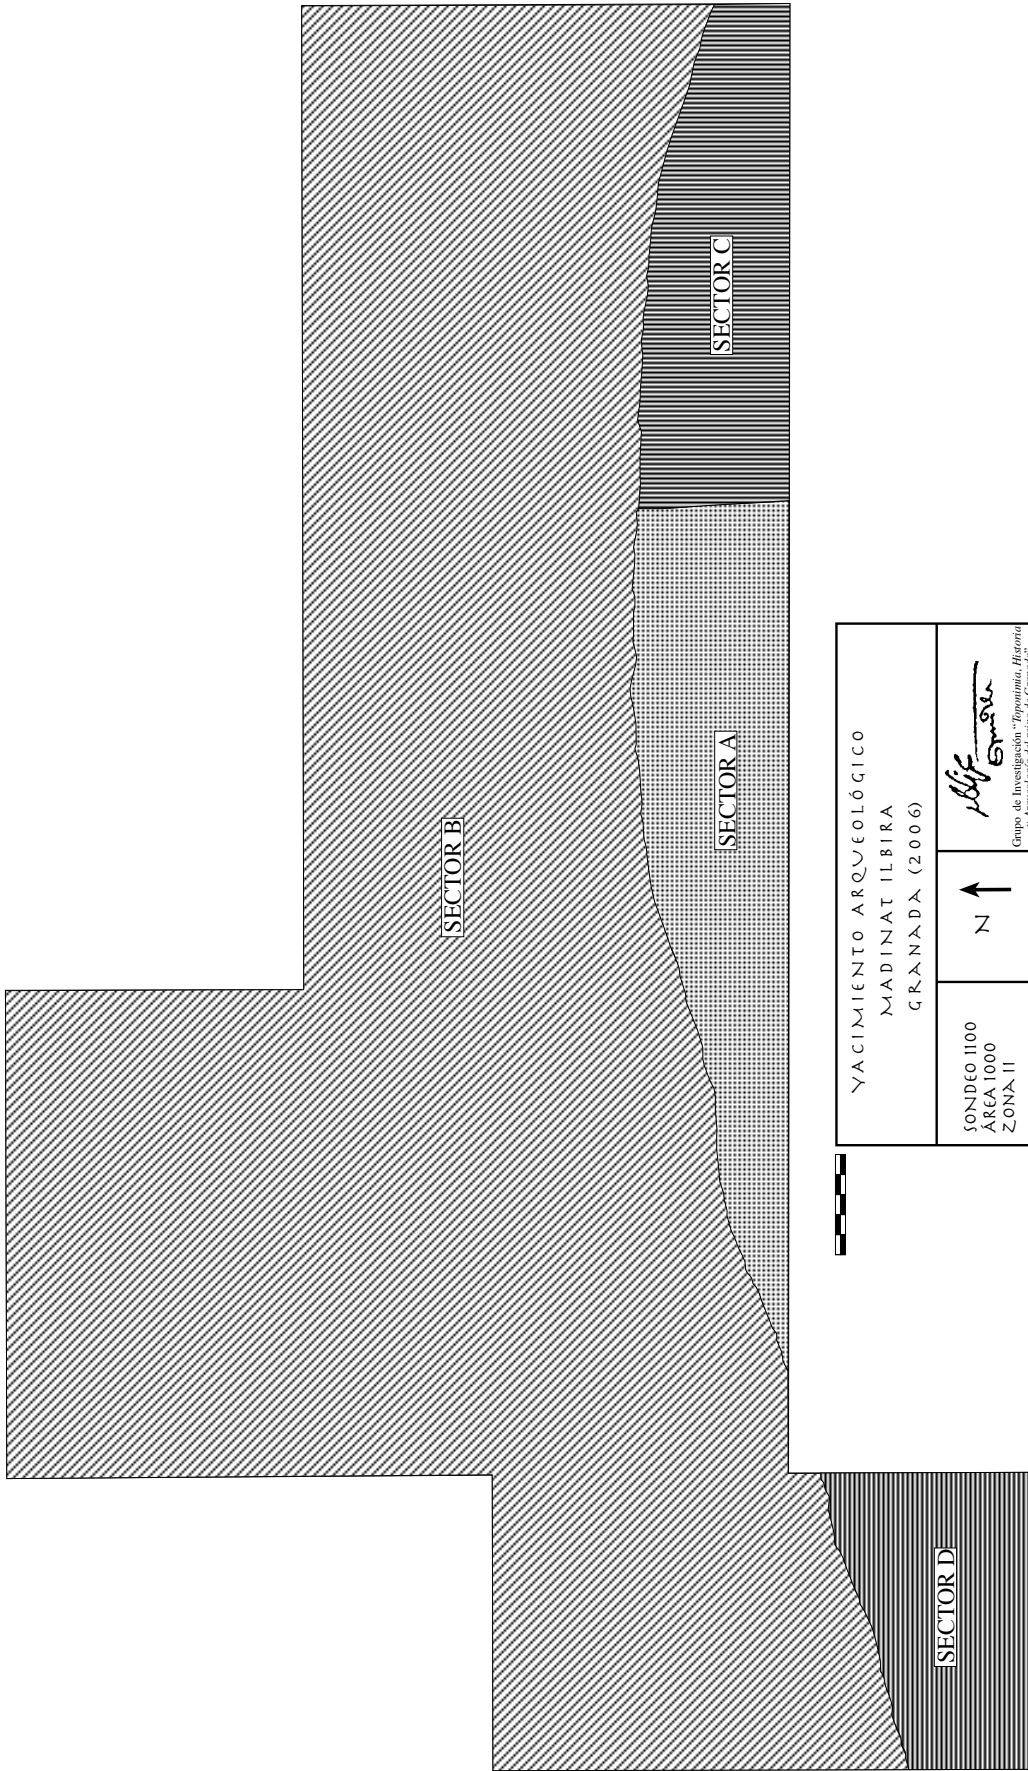 SECTOR B
SECTOR C
SECTOR A
SECTOR D
YACIMIENTO ARQUEOLÓGICO
MADINAT ILBIRA
GRANADA (2006)
SONDEO 1100
ÁREA 1000
ZONA II
N
Grupo de Investigación "Toponimia, Historia